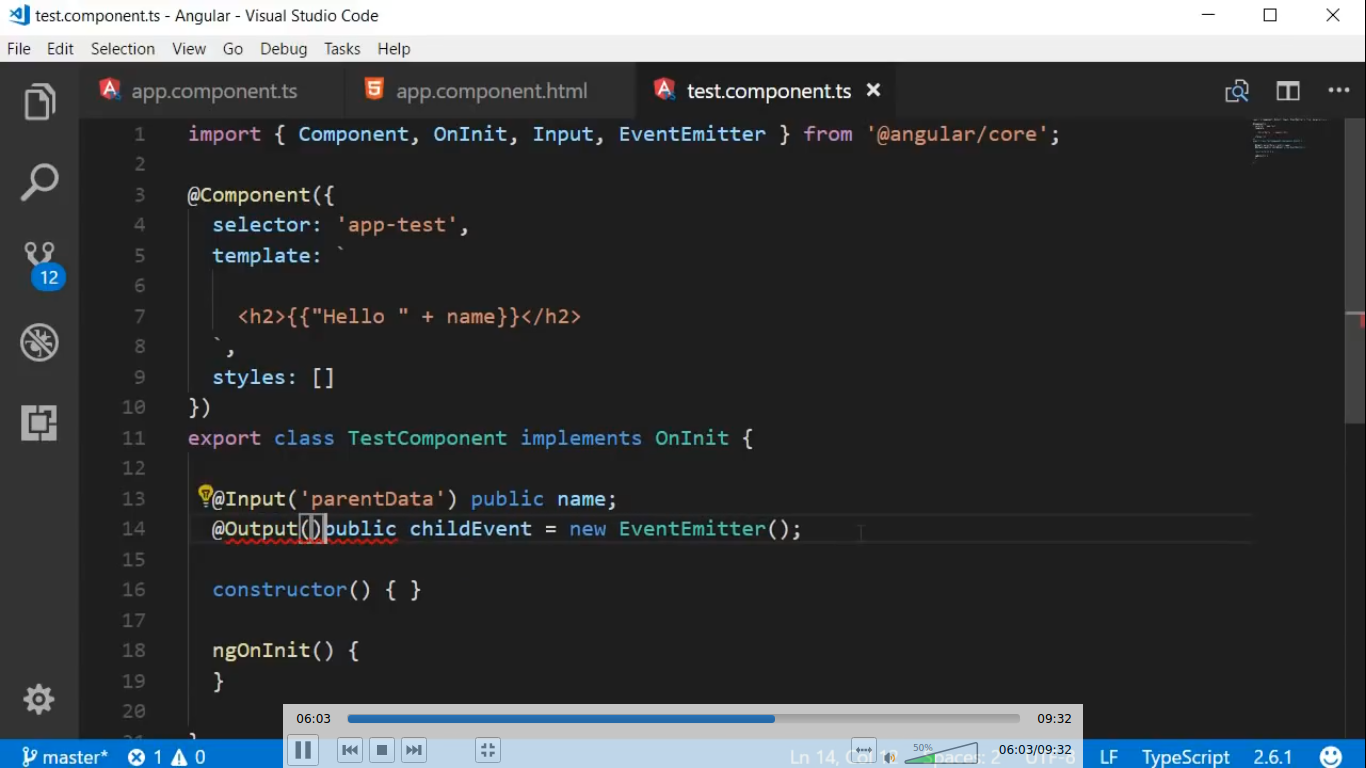 test.component.ts - Angular - Visual Studio Code
File Edit Selection View Go Debug Tasks Help
app.component.ts app.component.html test.component.ts
1 import { Component, OnInit, Input, EventEmitter } from '@angular/core';
2
3 @Component({
4 selector: 'app-test',
5 template: `
6
7 <h2>{{"Hello " + name}}</h2>
8 `,
9 styles: []
10 })
11 export class TestComponent implements OnInit {
12
13 @Input('parentData') public name;
14 @Output()public childEvent = new EventEmitter();
15
16 constructor() { }
17
18 ngOnInit() {
19 }
20
12
06:03 09:32
50% 06:03/09:32
master* 1 0 Ln 14, Spaces: 2 UTF-8 LF TypeScript 2.6.1